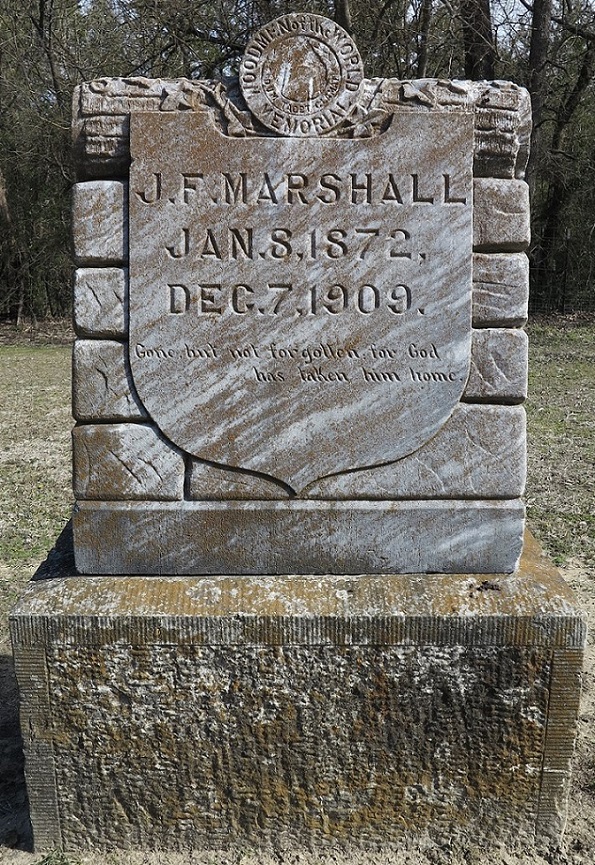 WOODMEN OF THE WORLD
MEMORIAL
J.F. MARSHALL
JAN. 8, 1872,
DEC. 7, 1909.
Gone, but not forgotten, for God
has taken him home.